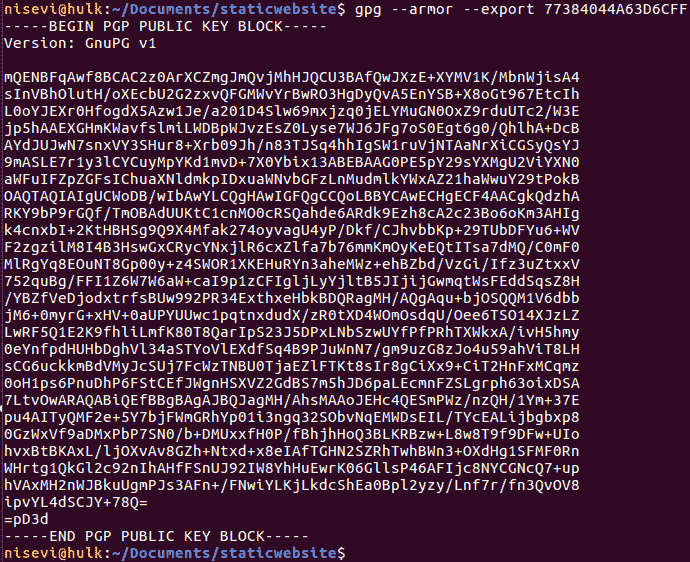 nisevi@hulk:~/Documents/staticwebsite$ gpg --armor --export 77384044A63D6CFF
-----BEGIN PGP PUBLIC KEY BLOCK-----
Version: GnuPG v1

mQENBFqAwf8BCAC2z0ArXCZmgJmQvjMhHJQCU3BAfQwJXzE+XYMV1K/MbnWjisA4
sInVBhOlutH/oXEcbU2G2zxvQFGMWvYrBwRO3HgDyQvA5EnYSB+X8oGt967EtcIh
L0oYJEXr0HfogdX5Azw1Je/a201D4Slw69mxjzq0jELYMuGN0OxZ9rduUTc2/W3E
jp5hAAEXGHmKWavfslmiLWDBpWJvzEsZ0Lyse7WJ6JFg7oS0Egt6g0/QhlhA+DcB
AYdJUJwN7snxVY3SHur8+Xrb09Jh/n83TJSq4hhIgSW1ruVjNTAaNrXiCGSyQsYJ
9mASLE7r1y3lCYCuyMpYKd1mvD+7X0Ybix13ABEBAAG0PE5pY29sYXMgU2ViYXN0
aWFuIFZpZGFsIChuaXNldmkpIDxuaWNvbGFzLnMudmlkYWxAZ21haWwuY29tPokB
OAQTAQIAIgUCWoDB/wIbAwYLCQgHAwIGFQgCCQoLBBYCAwECHgECF4AACgkQdzhA
RKY9bP9rGQf/TmOBAdUUKtC1cnMO0cRSQahde6ARdk9Ezh8cA2c23Bo6oKm3AHIg
k4cnxbI+2KtHBHSg9Q9X4Mfak274oyvagU4yP/Dkf/CJhvbbKp+29TUbDFYu6+WV
F2zgzilM8I4B3HswGxCRycYNxjlR6cxZlfa7b76mmKmOyKeEQtITsa7dMQ/C0mF0
MlRgYq8EOuNT8Gp00y+z4SWOR1XKEHuRYn3aheMWz+ehBZbd/VzGi/Ifz3uZtxxV
752quBg/FFI1Z6W7W6aW+caI9p1zCFIgljLyYjltB5JIjijGwmqtWsFEddSqsZ8H
/YBZfVeDjodxtrfsBUw992PR34ExthxeHbkBDQRagMH/AQgAqu+bjOSQQM1V6dbb
jM6+0myrG+xHV+0aUPYUUwc1pqtnxdudX/zR0tXD4WOmOsdqU/Oee6TSO14XJzLZ
LwRF5Q1E2K9fhliLmfK80T8QarIpS23J5DPxLNbSzwUYfPfPRhTXWkxA/ivH5hmy
0eYnfpdHUHbDghVl34aSTYoVlEXdfSq4B9PJuWnN7/gm9uzG8zJo4u59ahViT8LH
sCG6uckkmBdVMyJcSUj7FcWzTNBU0TjaEZlFTKt8sIr8gCiXx9+CiT2HnFxMCqmz
0oH1ps6PnuDhP6FStCEfJWgnHSXVZ2GdBS7m5hJD6paLEcmnFZSLgrph63oixDSA
7LtvOwARAQABiQEfBBgBAgAJBQJagMH/AhsMAAoJEHc4QESmPWz/nzQH/1Ym+37E
pu4AITyQMF2e+5Y7bjFWmGRhYp01i3ngq32SObvNqEMWDsEIL/TYcEALijbgbxp8
0GzWxVf9aDMxPbP7SN0/b+DMUxxfH0P/fBhjhHoQ3BLKRBzw+L8w8T9f9DFw+UIo
hvxBtBKAxL/ljOXvAv8GZh+Ntxd+x8eIAfTGHN2SZRhTwhBWn3+OXdHg1SFMF0Rn
WHrtg1QkGl2c92nIhAHfFSnUJ92IW8YhHuEwrK06GllsP46AFIjc8NYCGNcQ7+up
hVAxMH2nWJBkuUgmPJs3AFn+/FNwiYLKjLkdcShEa0Bpl2yzy/Lnf7r/fn3QvOV8
ipvYL4dSCJY+78Q=
=pD3d
-----END PGP PUBLIC KEY BLOCK-----
nisevi@hulk:~/Documents/staticwebsite$